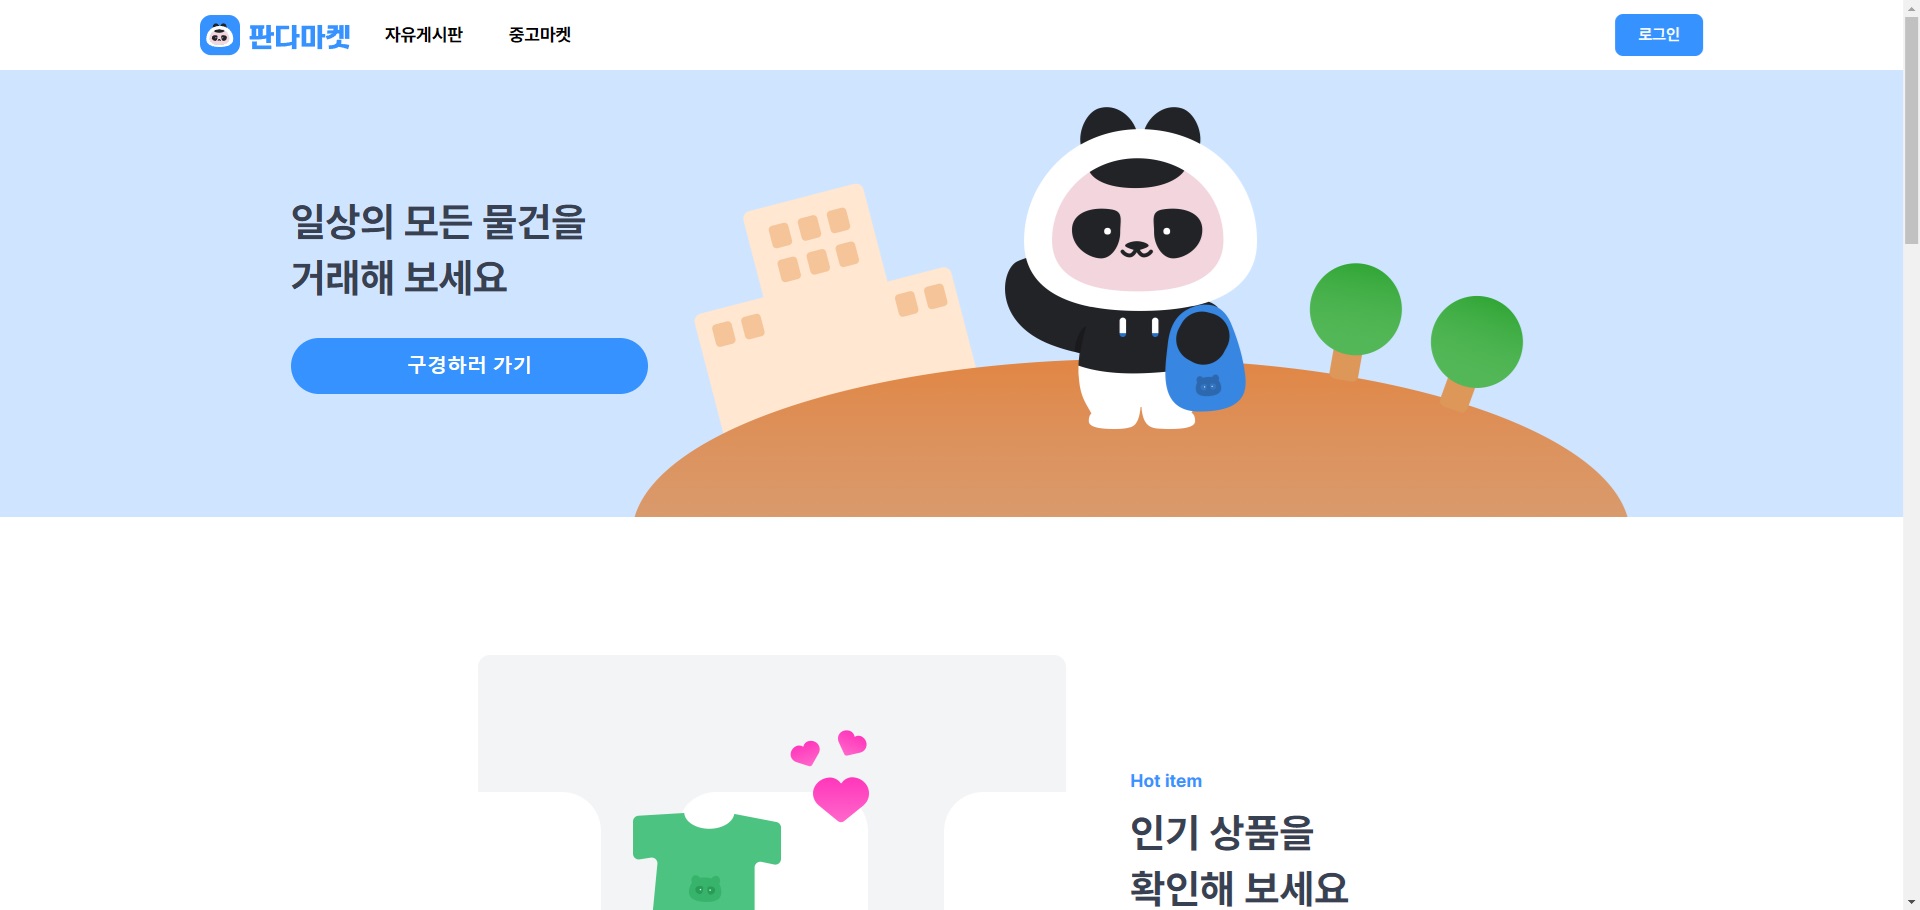 판다마켓
자유게시판
중고마켓
로그인
일상의 모든 물건을
거래해 보세요
구경하러 가기
Hot item
인기 상품을
확인해 보세요